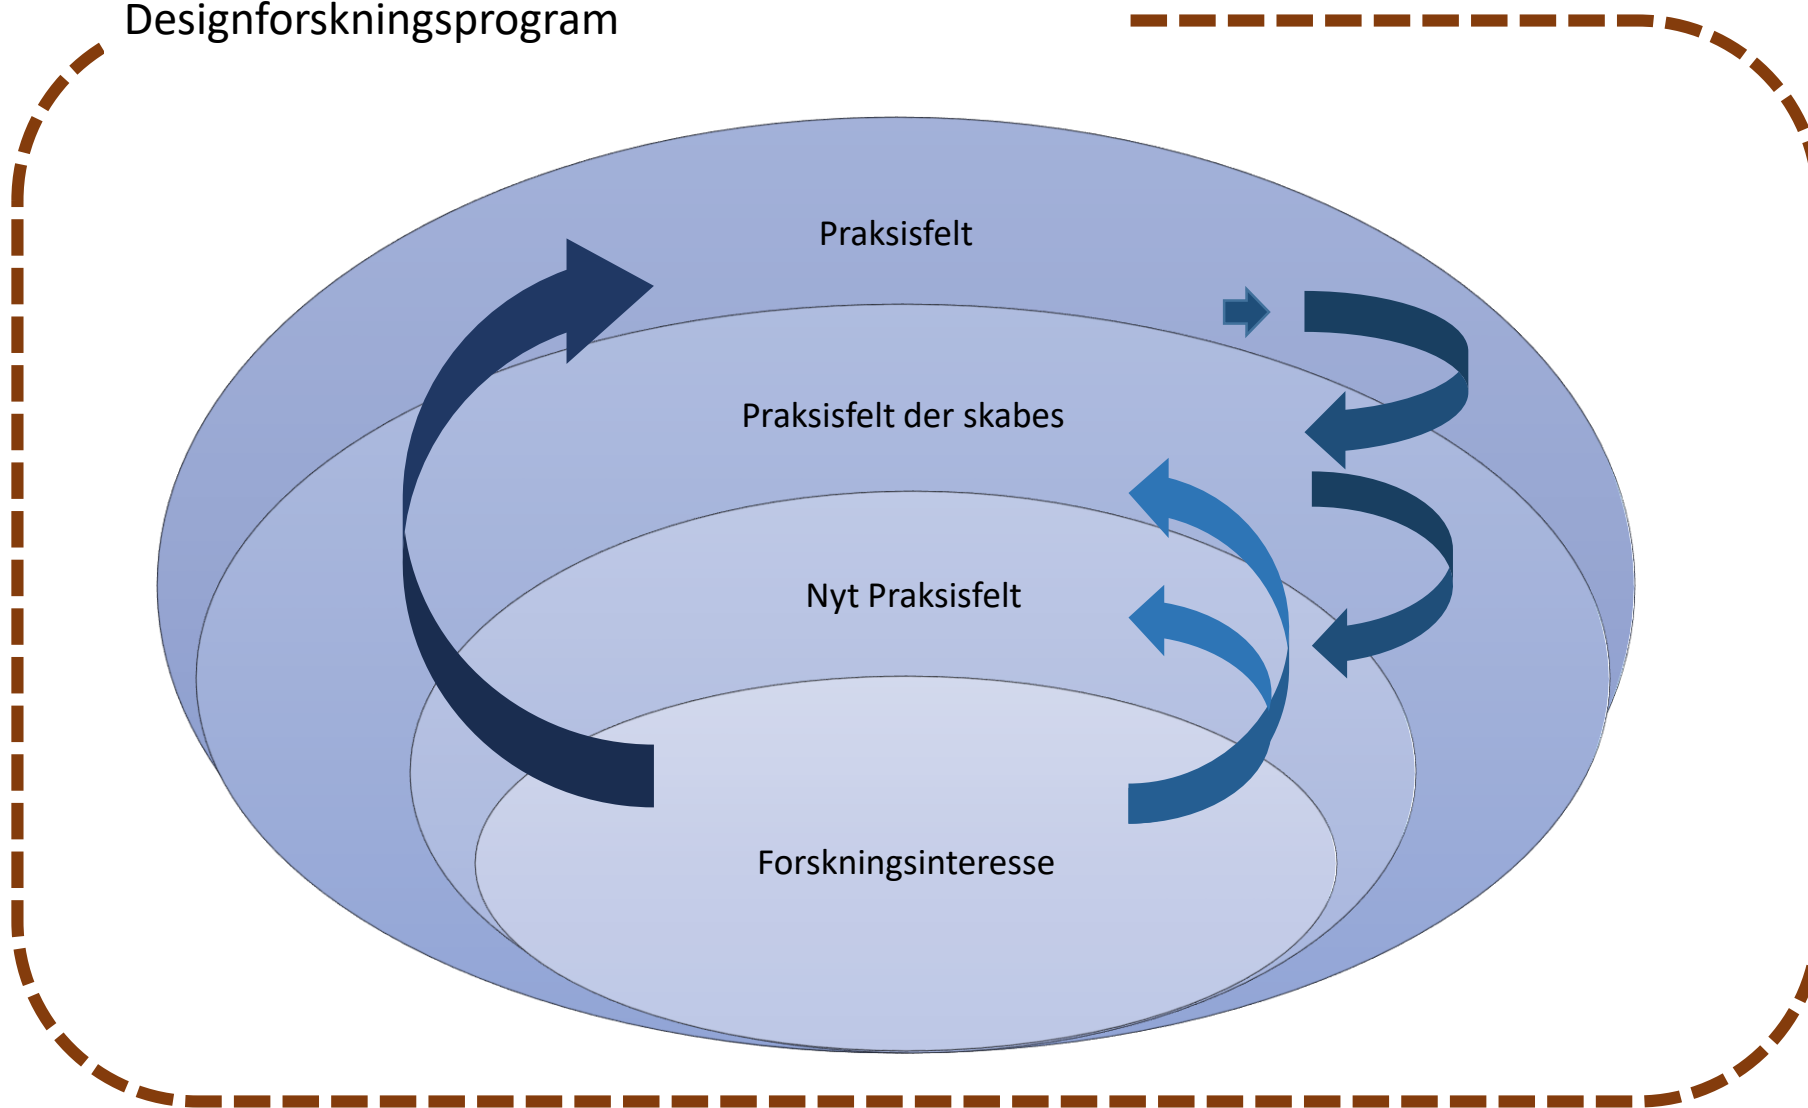 Designforskningsprogram
Praksisfelt
Praksisfelt der skabes
Nyt Praksisfelt
Forskningsinteresse